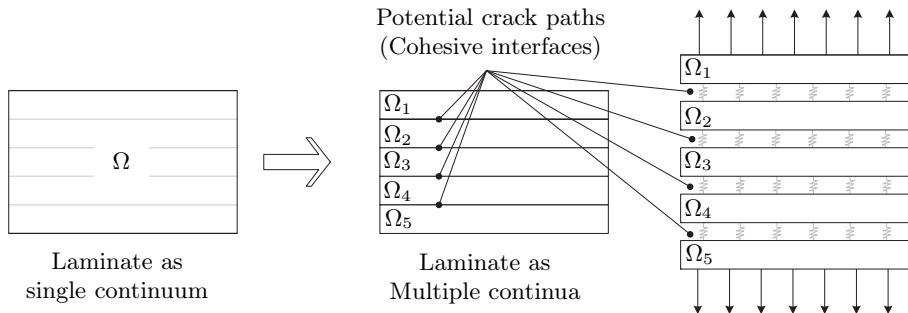 Ω
Laminate as
single continuum
Potential crack paths
(Cohesive interfaces)
Ω1
Ω2
Ω3
Ω4
Ω5
Laminate as
Multiple continua
Ω1
Ω2
Ω3
Ω4
Ω5